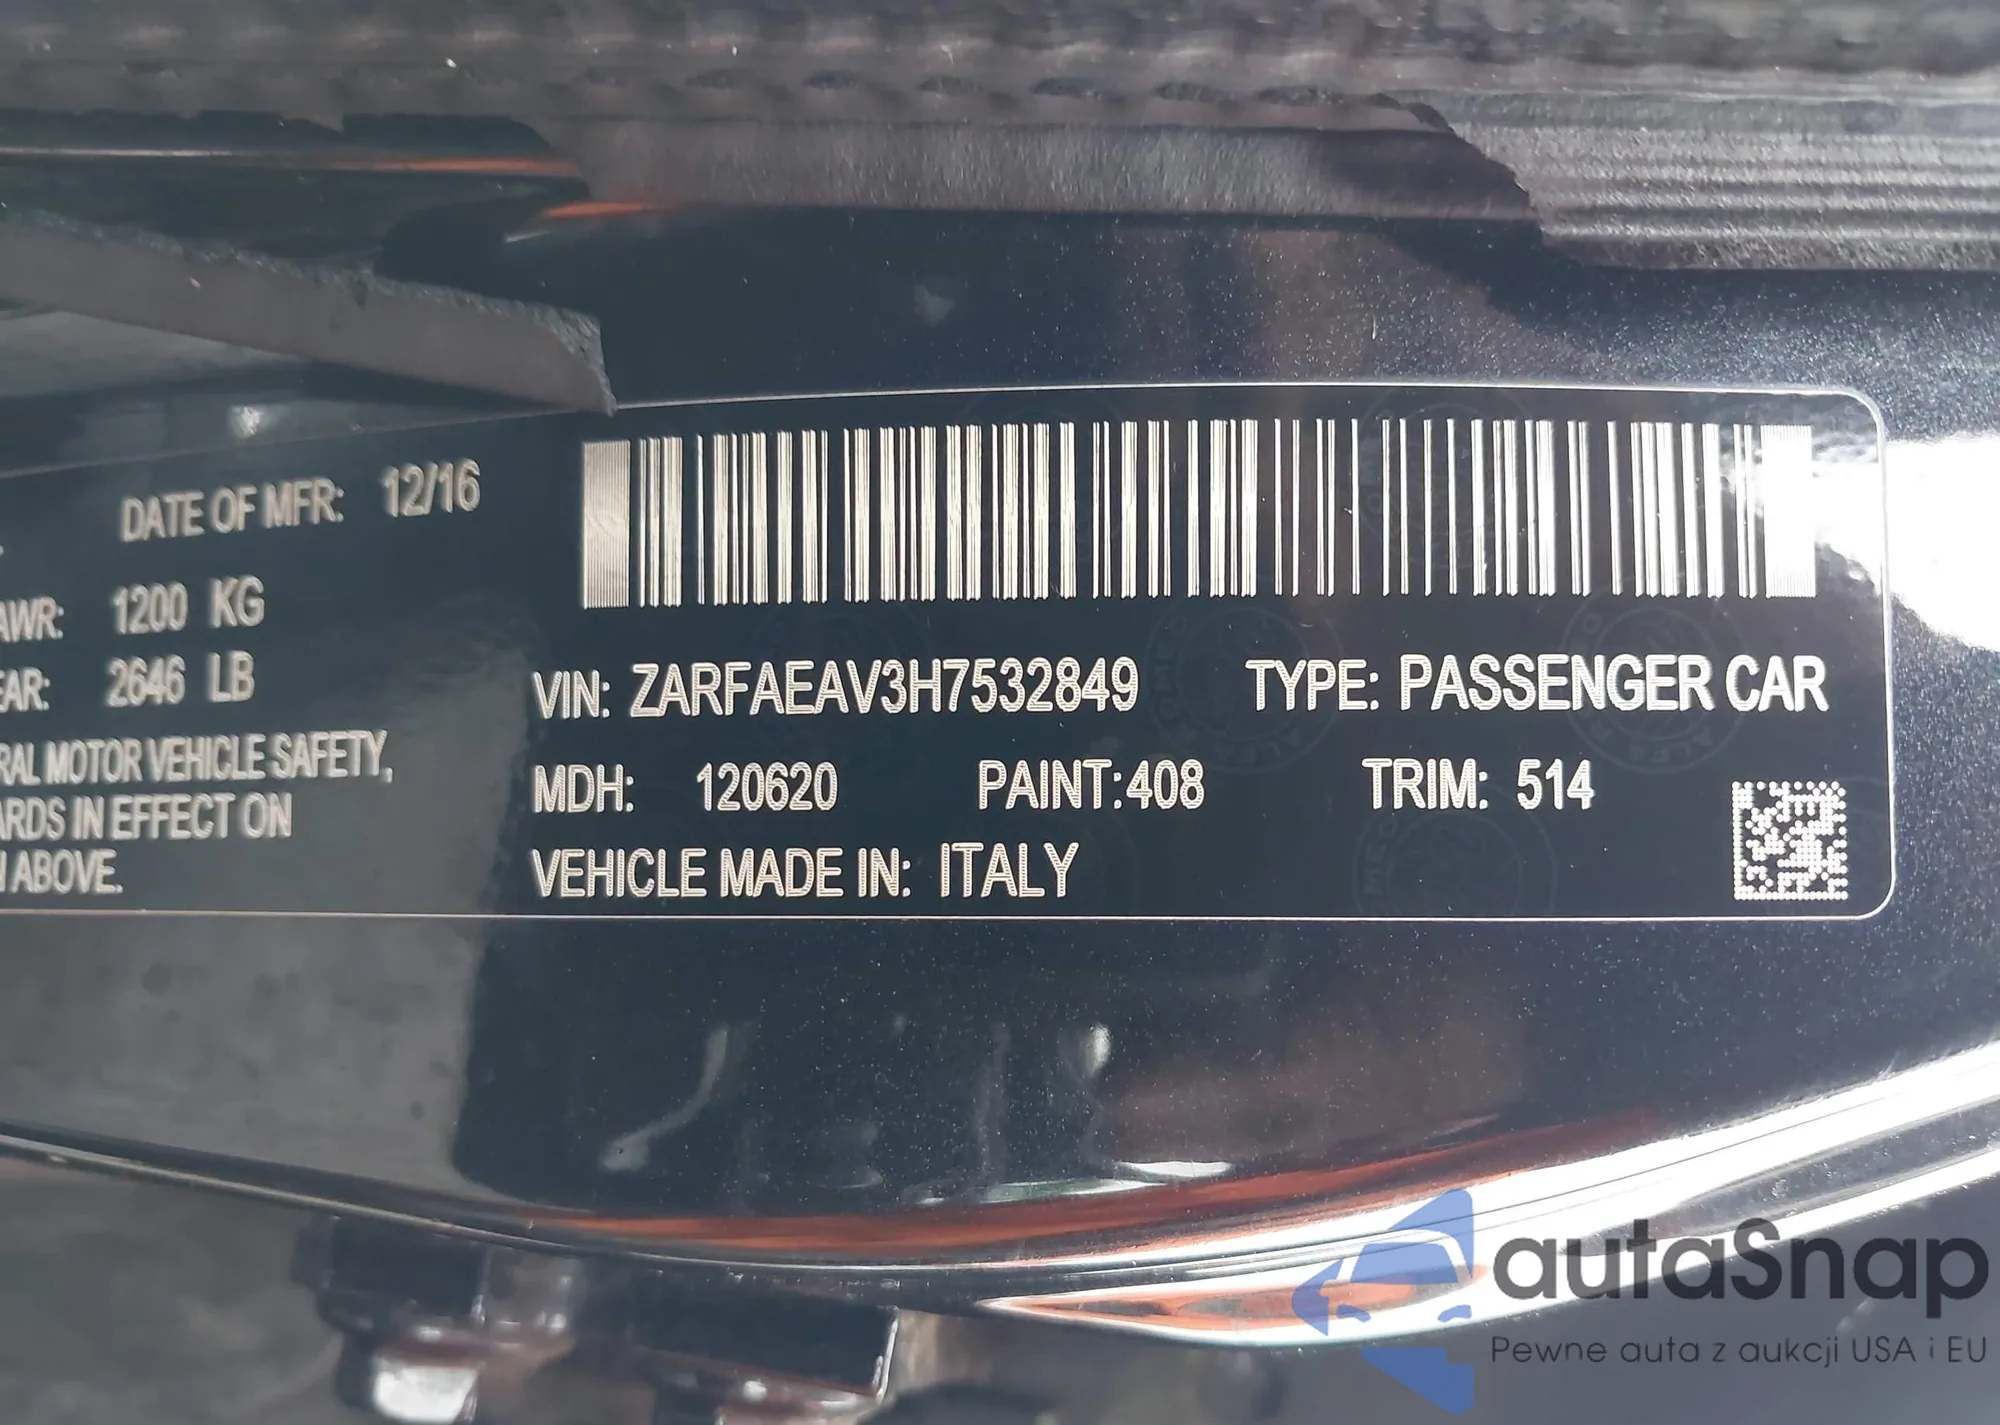 DATE OF MFR: 12/16
AWR: 1200 KG
EAR: 2646 LB
RAL MOTOR VEHICLE SAFETY,
ARDS IN EFFECT ON
N ABOVE.
VIN: ZARFAEAV3H7532849 TYPE: PASSENGER CAR
MDH: 120620 PAINT:408 TRIM: 514
VEHICLE MADE IN: ITALY
autaSnap
Pewne auta z aukcji USA i EU